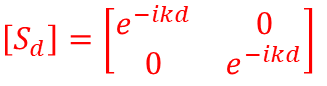 [S_d] = [e^{-ikd} 0
0 e^{-ikd}]